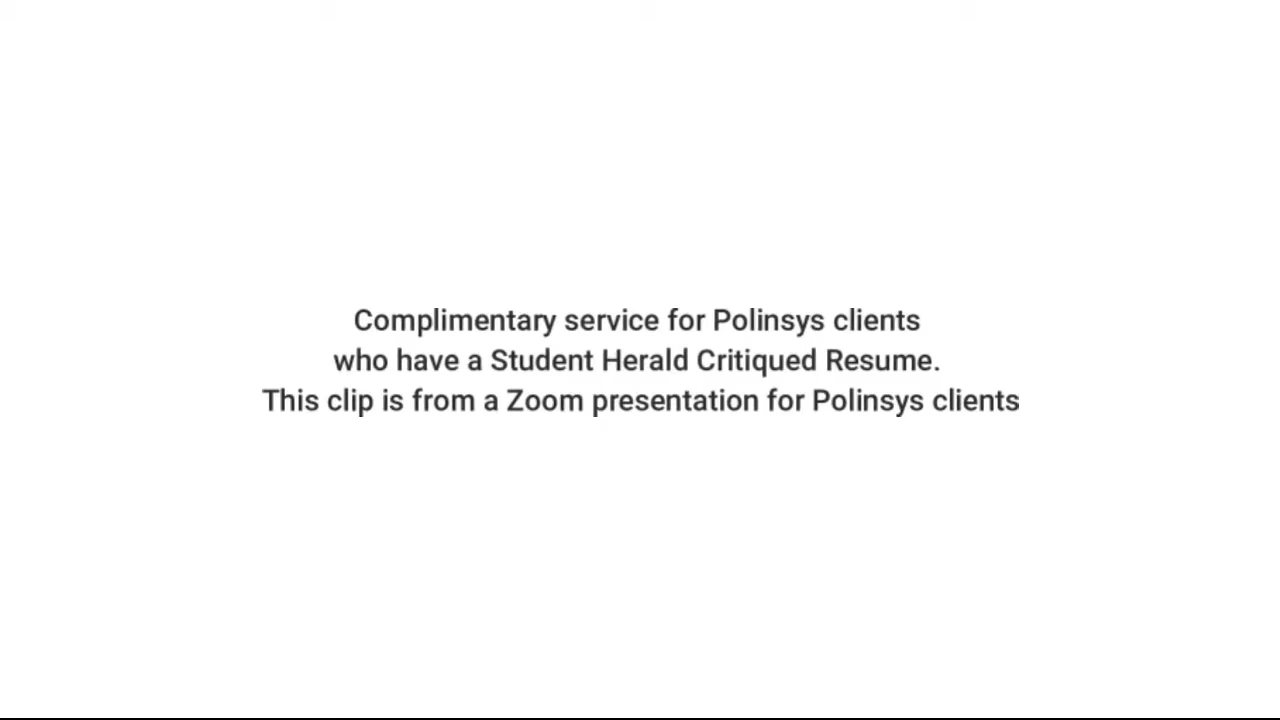 Complimentary service for Polinsys clients
who have a Student Herald Critiqued Resume.
This clip is from a Zoom presentation for Polinsys clients